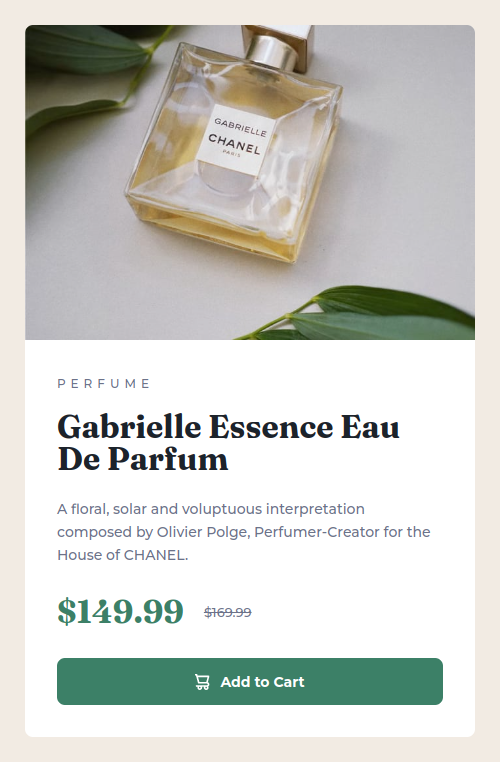 GABRIELLE
CHANEL
PARIS
PERFUME
Gabrielle Essence Eau
De Parfum
A floral, solar and voluptuous interpretation
composed by Olivier Polge, Perfumer-Creator for the
House of CHANEL.
$149.99 $169.99
Add to Cart